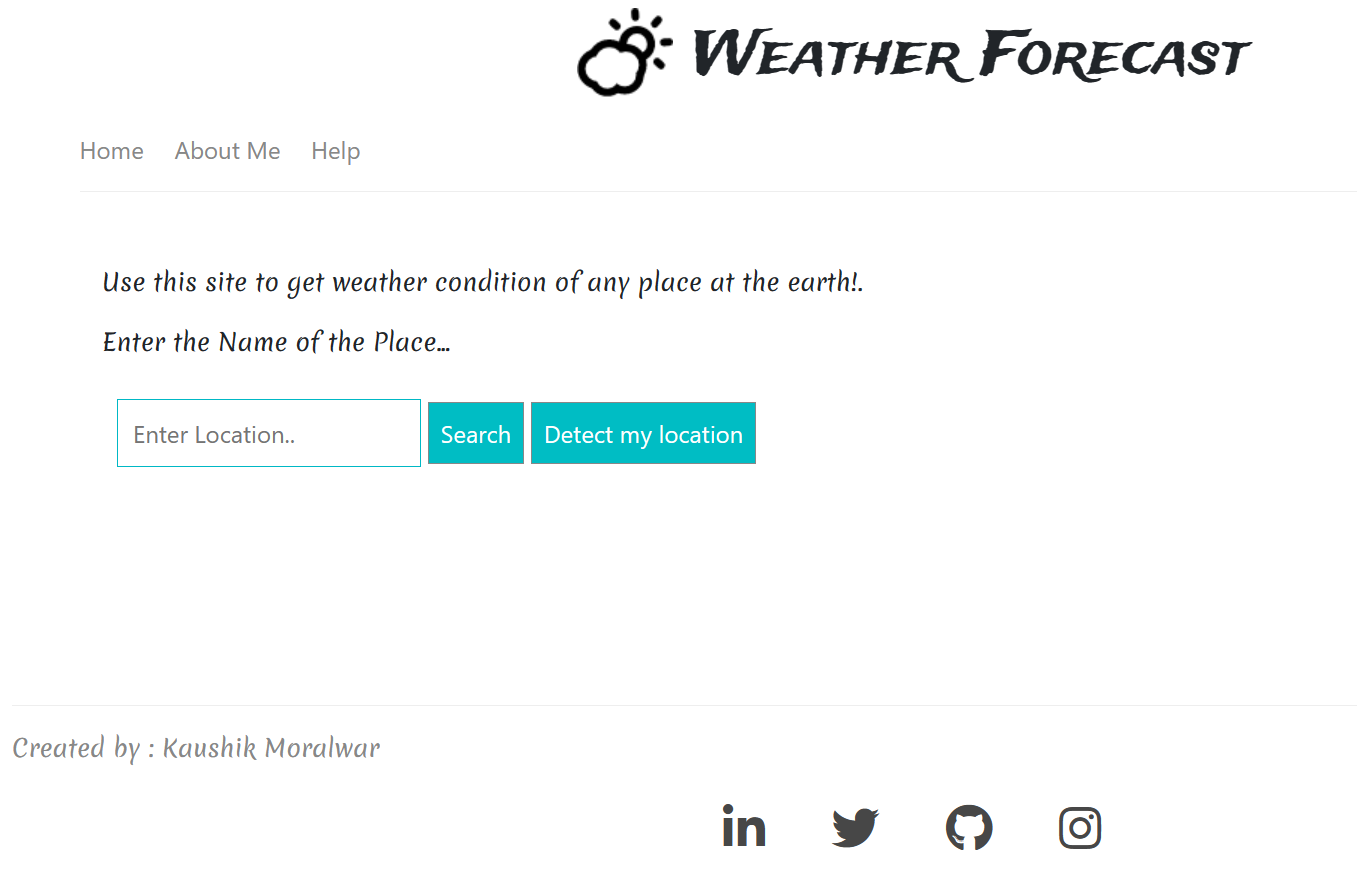 Weather Forecast
Home About Me Help
Use this site to get weather condition of any place at the earth!.
Enter the Name of the Place...
Enter Location.. Search Detect my location
Created by : Kaushik Moralwar
in